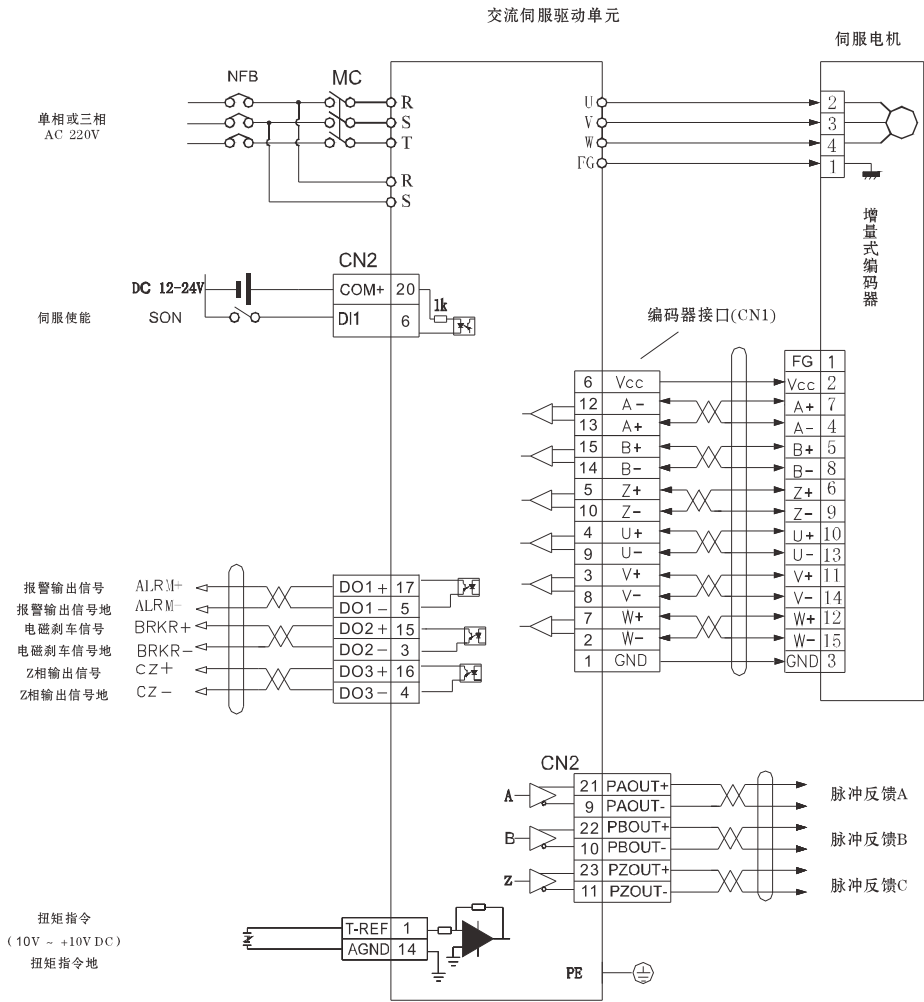 交流伺服驱动单元
伺服电机
NFB
MC
单相或三相
AC 220V
R
S
T
R
S
U
V
W
FG
2
3
4
1
增量式编码器
CN2
DC 12-24V
COM+ 20
1k
伺服使能
SON
DI1 6
编码器接口(CN1)
6 Vcc
12 A-
13 A+
15 B+
14 B-
5 Z+
10 Z-
4 U+
9 U-
3 V+
8 V-
7 W+
2 W-
1 GND
FG 1
Vcc 2
A+ 7
A- 4
B+ 5
B- 8
Z+ 6
Z- 9
U+ 10
U- 13
V+ 11
V- 14
W+ 12
W- 15
GND 3
报警输出信号 ALRM+ DO1+ 17
报警输出信号地 ALRM- DO1- 5
电磁刹车信号 BRKR+ DO2+ 15
电磁刹车信号地 BRKR- DO2- 3
Z相输出信号 CZ+ DO3+ 16
Z相输出信号地 CZ- DO3- 4
CN2
A
21 PAOUT+
9 PAOUT-
脉冲反馈A
B
22 PBOUT+
10 PBOUT-
脉冲反馈B
Z
23 PZOUT+
11 PZOUT-
脉冲反馈C
扭矩指令
(10V ~ +10V DC)
扭矩指令地
T-REF 1
AGND 14
PE